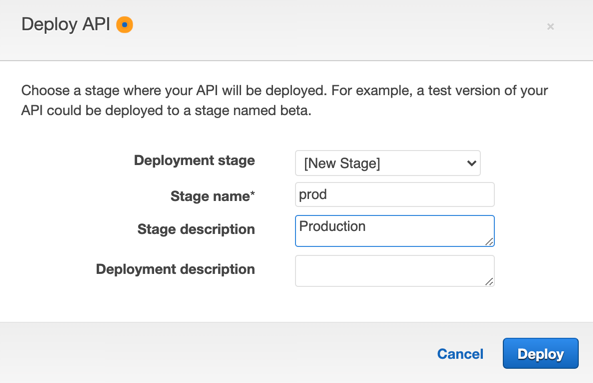 Deploy API
×
Choose a stage where your API will be deployed. For example, a test version of your
API could be deployed to a stage named beta.
Deployment stage [New Stage]
Stage name* prod
Stage description Production
Deployment description
Cancel Deploy